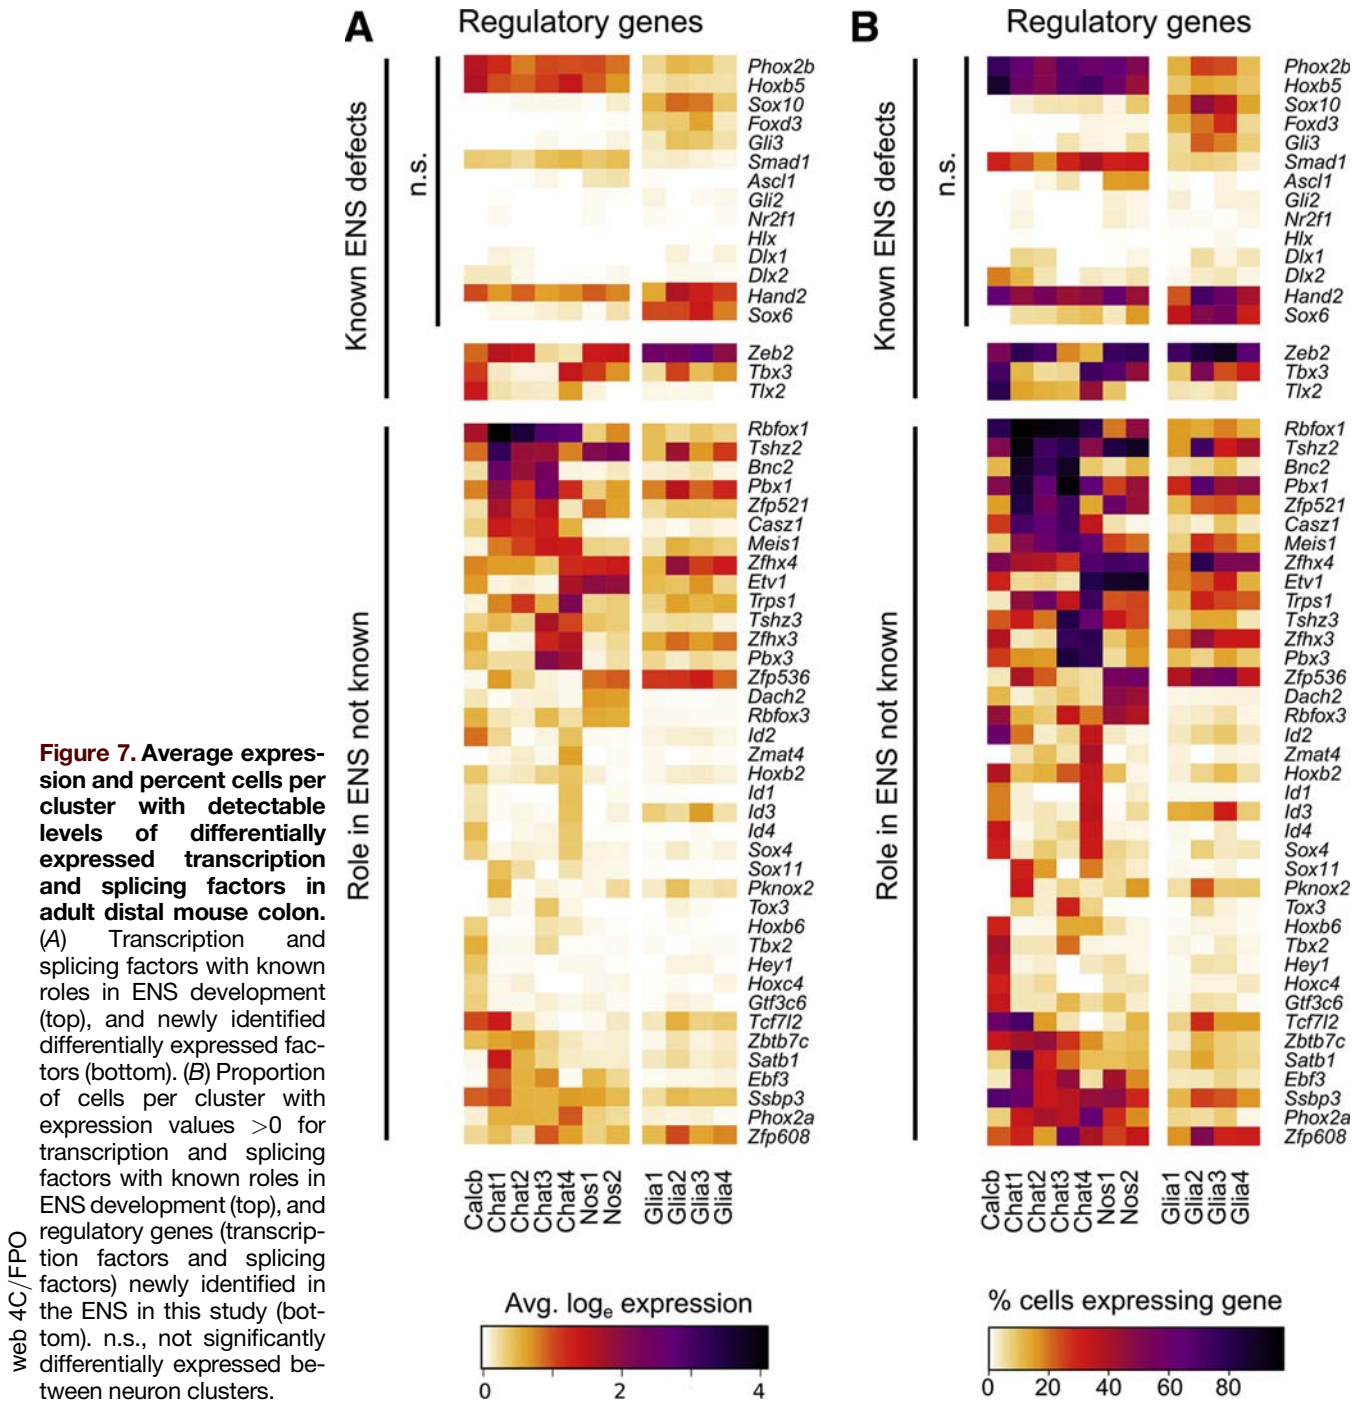 A
Regulatory genes
Known ENS defects
n.s.
Phox2b
Hoxb5
Sox10
Foxd3
Gli3
Smad1
Ascl1
Gli2
Nr2f1
Hlx
Dlx1
Dlx2
Hand2
Sox6
Zeb2
Tbx3
Tlx2
Role in ENS not known
Rbfox1
Tshz2
Bnc2
Pbx1
Zfp521
Casz1
Meis1
Zfhx4
Etv1
Trps1
Tshz3
Zfhx3
Pbx3
Zfp536
Dach2
Rbfox3
Id2
Zmat4
Hoxb2
Id1
Id3
Id4
Sox4
Sox11
Pknox2
Tox3
Hoxb6
Tbx2
Hey1
Hoxc4
Gtf3c6
Tcf7l2
Zbtb7c
Satb1
Ebf3
Ssbp3
Phox2a
Zfp608
Calcb
Chat1
Chat2
Chat3
Chat4
Nos1
Nos2
Glia1
Glia2
Glia3
Glia4
Avg. loge expression
0 2 4
B
Regulatory genes
Known ENS defects
n.s.
Phox2b
Hoxb5
Sox10
Foxd3
Gli3
Smad1
Ascl1
Gli2
Nr2f1
Hlx
Dlx1
Dlx2
Hand2
Sox6
Zeb2
Tbx3
Tlx2
Role in ENS not known
Rbfox1
Tshz2
Bnc2
Pbx1
Zfp521
Casz1
Meis1
Zfhx4
Etv1
Trps1
Tshz3
Zfhx3
Pbx3
Zfp536
Dach2
Rbfox3
Id2
Zmat4
Hoxb2
Id1
Id3
Id4
Sox4
Sox11
Pknox2
Tox3
Hoxb6
Tbx2
Hey1
Hoxc4
Gtf3c6
Tcf7l2
Zbtb7c
Satb1
Ebf3
Ssbp3
Phox2a
Zfp608
Calcb
Chat1
Chat2
Chat3
Chat4
Nos1
Nos2
Glia1
Glia2
Glia3
Glia4
% cells expressing gene
0 20 40 60 80
Figure 7. Average expres-
sion and percent cells per
cluster with detectable
levels of differentially
expressed transcription
and splicing factors in
adult distal mouse colon.
(A) Transcription and
splicing factors with known
roles in ENS development
(top), and newly identified
differentially expressed fac-
tors (bottom). (B) Proportion
of cells per cluster with
expression values >0 for
transcription and splicing
factors with known roles in
ENS development (top), and
regulatory genes (transcrip-
tion factors and splicing
factors) newly identified in
the ENS in this study (bot-
tom). n.s., not significantly
differentially expressed be-
tween neuron clusters.
web 4C/FPO